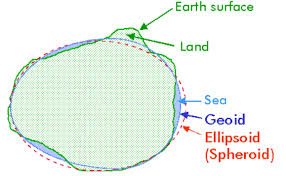 Earth surface
Land
Sea
Geoid
Ellipsoid
(Spheroid)